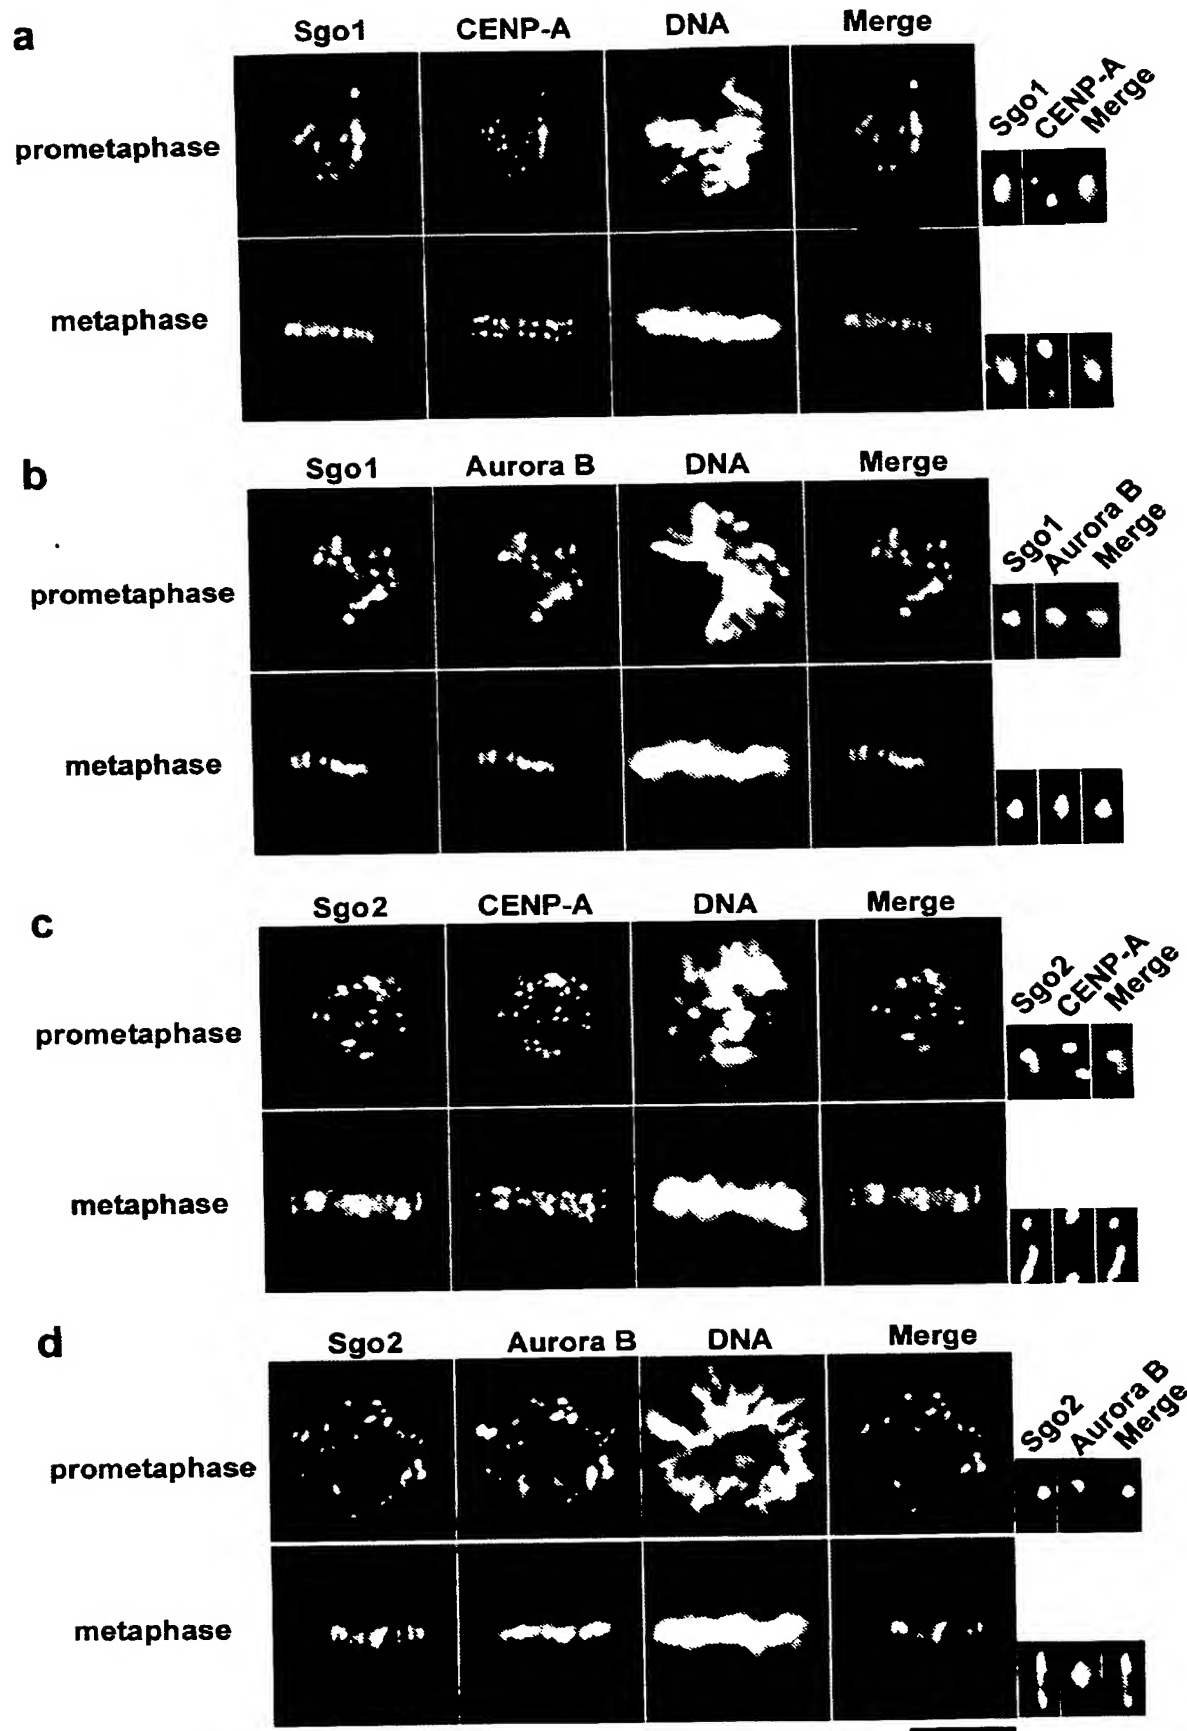 a
Sgo1 CENP-A DNA Merge
Sgo1 CENP-A Merge
prometaphase
metaphase
b
Sgo1 Aurora B DNA Merge
Sgo1 Aurora B Merge
prometaphase
metaphase
c
Sgo2 CENP-A DNA Merge
Sgo2 CENP-A Merge
prometaphase
metaphase
d
Sgo2 Aurora B DNA Merge
Sgo2 Aurora B Merge
prometaphase
metaphase